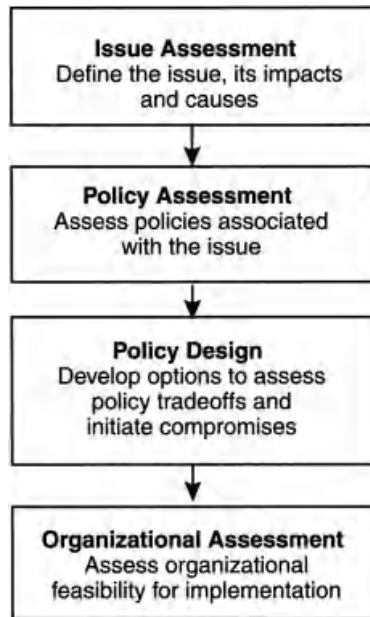 Issue Assessment
Define the issue, its impacts
and causes
Policy Assessment
Assess policies associated
with the issue
Policy Design
Develop options to assess
policy tradeoffs and
initiate compromises
Organizational Assessment
Assess organizational
feasibility for implementation